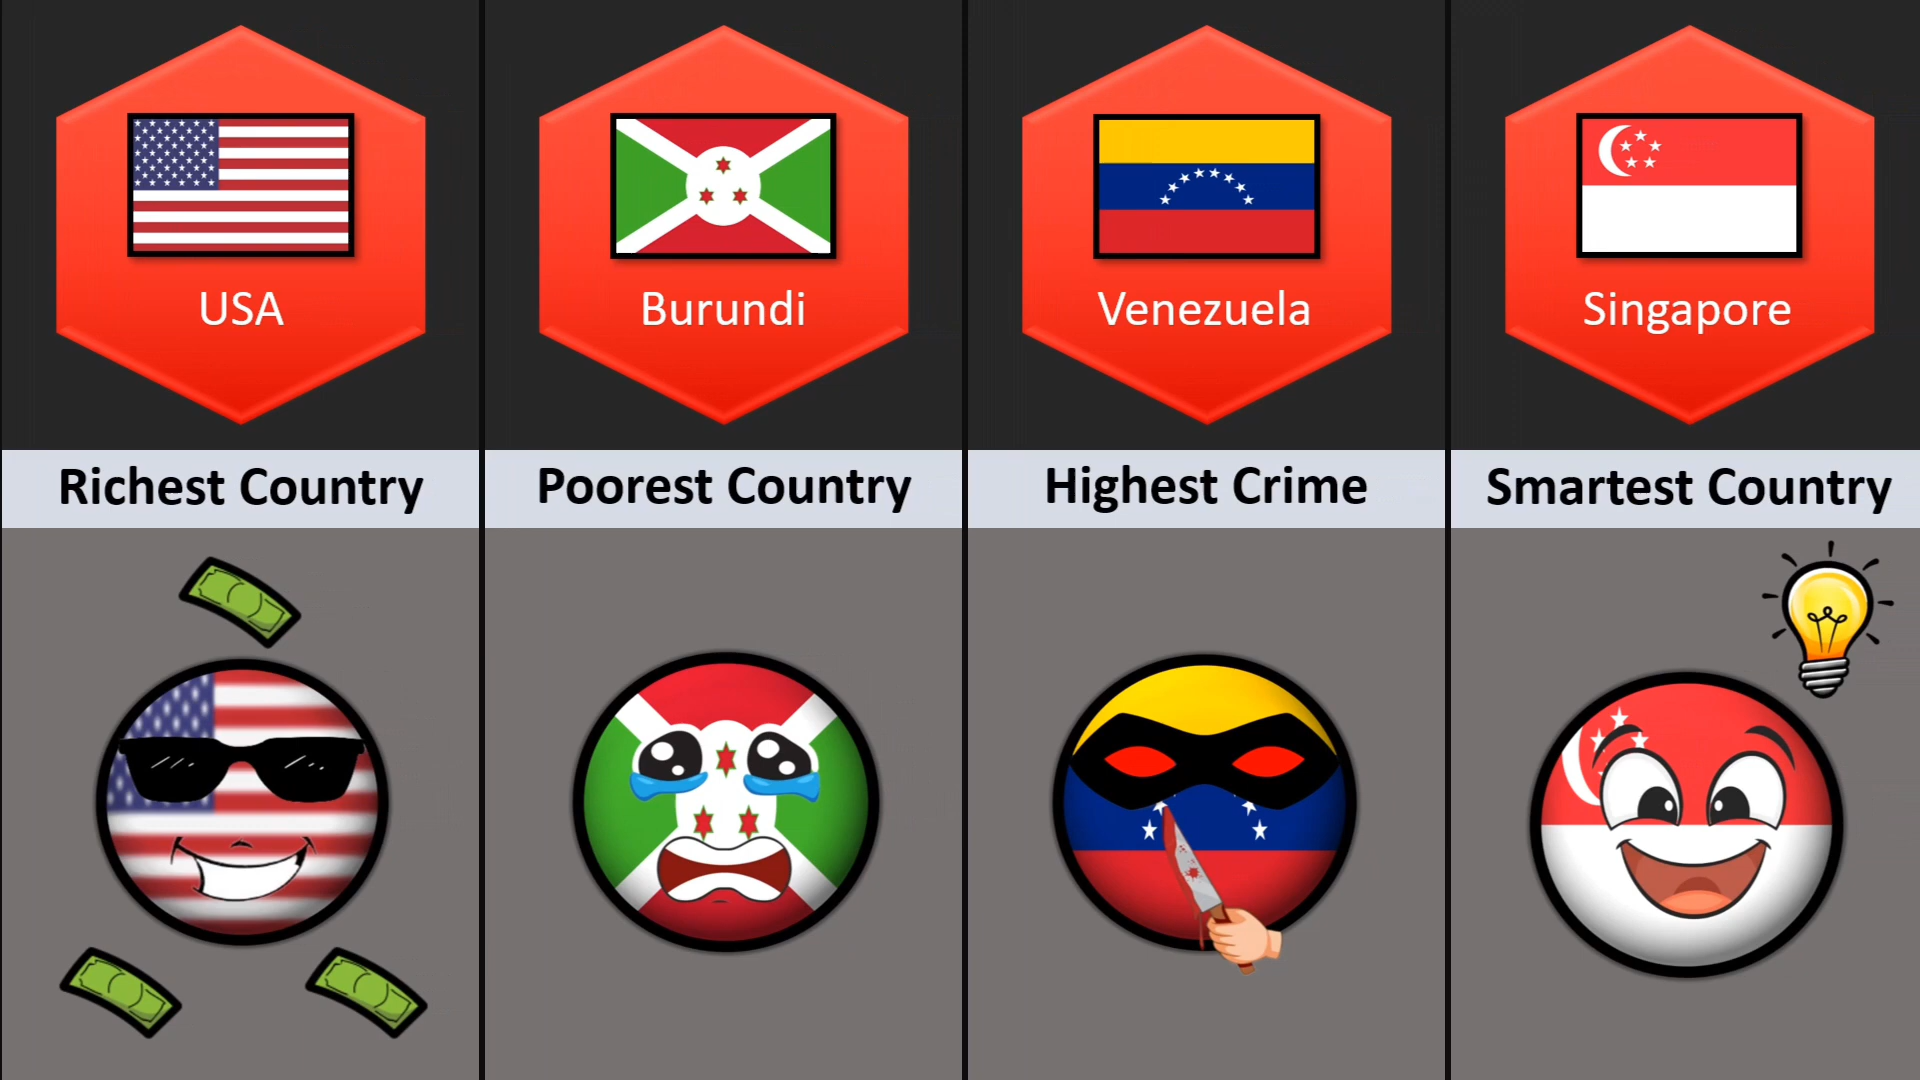 USA
Richest Country
Burundi
Poorest Country
Venezuela
Highest Crime
Singapore
Smartest Country